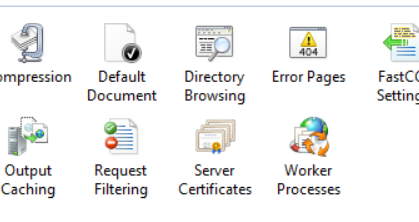 404
ompression
Default
Document
Directory
Browsing
Error Pages
FastCG
Setting
Output
Caching
Request
Filtering
Server
Certificates
Worker
Processes